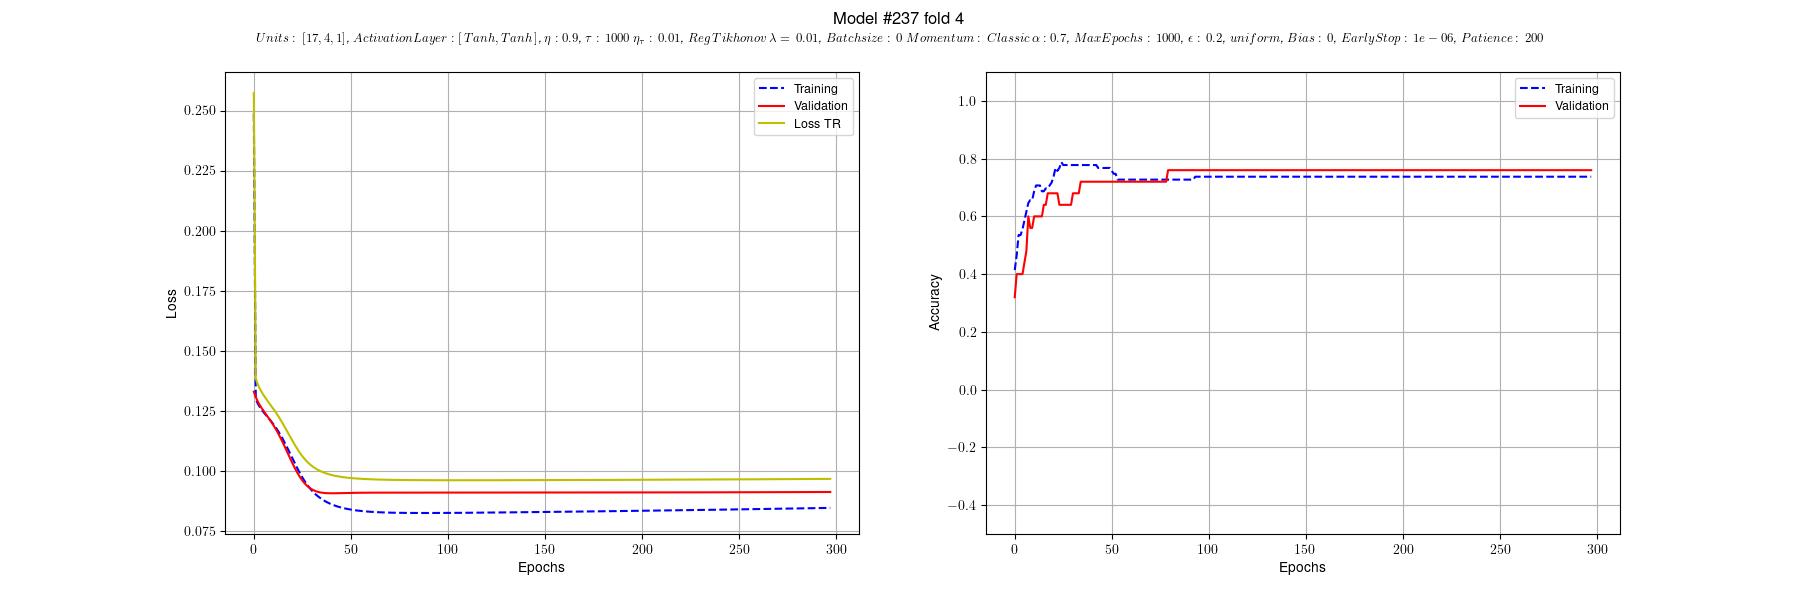 Model #237 fold 4
Units : [17, 4, 1], ActivationLayer : [Tanh, Tanh], η : 0.9, τ : 1000 ητ : 0.01, RegTikhonov λ = 0.01, Batchsize : 0 Momentum : Classic α : 0.7, MaxEpochs : 1000, ϵ : 0.2, uniform, Bias : 0, EarlyStop : 1e − 06, Patience : 200
Training
Validation
Loss TR
0.250
0.225
0.200
0.175
0.150
0.125
0.100
0.075
Loss
0 50 100 150 200 250 300
Epochs
Training
Validation
1.0
0.8
0.6
0.4
0.2
0.0
−0.2
−0.4
Accuracy
0 50 100 150 200 250 300
Epochs